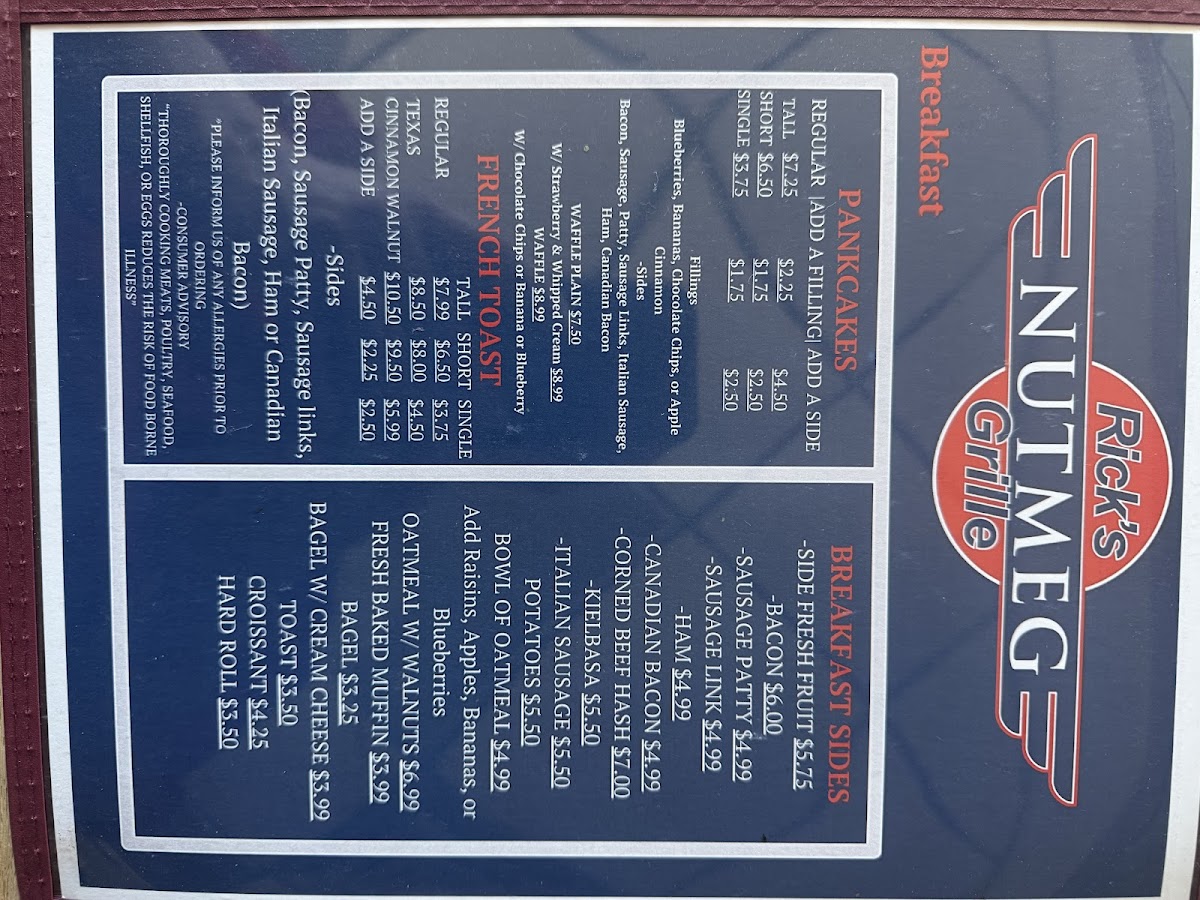 Rick's
NUTMEG
Grille
Breakfast
PANKCAKES
REGULAR |ADD A FILLING| ADD A SIDE
TALL $7.25 $2.25 $4.50
SHORT $6.50 $1.75 $2.50
SINGLE $3.75 $1.75 $2.50
Fillings
Blueberries, Bananas, Chocolate Chips, or Apple
Cinnamon
-Sides
Bacon, Sausage, Patty, Sausage Links, Italian Sausage,
Ham, Canadian Bacon
WAFFLE PLAIN $7.50
W/ Strawberry & Whipped Cream $8.99
WAFFLE $8.99
W/ Chocolate Chips or Banana or Blueberry
FRENCH TOAST
TALL SHORT SINGLE
REGULAR $7.99 $6.50 $3.75
TEXAS $8.50 $8.00 $4.50
CINNAMON WALNUT $10.50 $9.50 $5.99
ADD A SIDE $4.50 $2.25 $2.50
-Sides
(Bacon, Sausage Patty, Sausage links,
Italian Sausage, Ham or Canadian
Bacon)
*PLEASE INFORM US OF ANY ALLERGIES PRIOR TO
ORDERING
-CONSUMER ADVISORY
"THOROUGHLY COOKING MEATS, POULTRY, SEAFOOD,
SHELLFISH, OR EGGS REDUCES THE RISK OF FOOD BORNE
ILLNESS"
BREAKFAST SIDES
-SIDE FRESH FRUIT $5.75
-BACON $6.00
-SAUSAGE PATTY $4.99
-SAUSAGE LINK $4.99
-HAM $4.99
-CANADIAN BACON $4.99
-CORNED BEEF HASH $7.00
-KIELBASA $5.50
-ITALIAN SAUSAGE $5.50
POTATOES $5.50
BOWL OF OATMEAL $4.99
Add Raisins, Apples, Bananas, or
Blueberries
OATMEAL W/ WALNUTS $6.99
FRESH BAKED MUFFIN $3.99
BAGEL $3.25
BAGEL W/ CREAM CHEESE $3.99
TOAST $3.50
CROISSANT $4.25
HARD ROLL $3.50